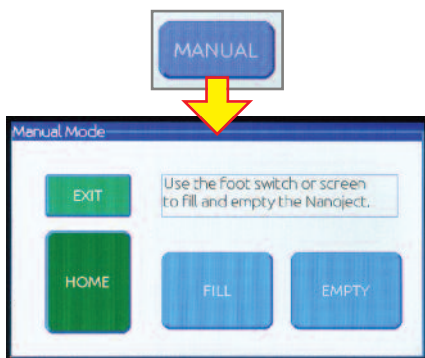 MANUAL
Manual Mode
EXIT
Use the foot switch or screen
to fill and empty the Nanoject.
HOME
FILL
EMPTY